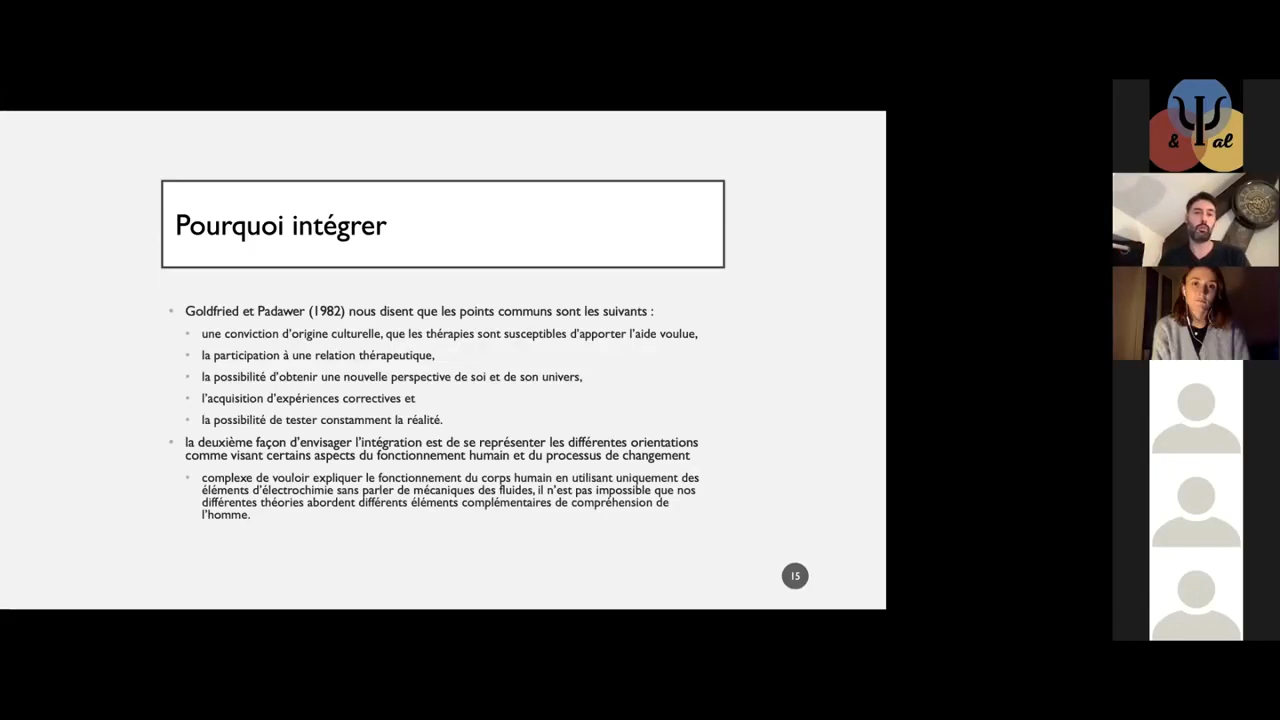 Pourquoi intégrer
Goldfried et Padawer (1982) nous disent que les points communs sont les suivants :
une conviction d'origine culturelle, que les thérapies sont susceptibles d'apporter l'aide voulue,
la participation à une relation thérapeutique,
la possibilité d'obtenir une nouvelle perspective de soi et de son univers,
l'acquisition d'expériences correctives et
la possibilité de tester constamment la réalité.
la deuxième façon d'envisager l'intégration est de se représenter les différentes orientations
comme visant certains aspects du fonctionnement humain et du processus de changement
complexe de vouloir expliquer le fonctionnement du corps humain en utilisant uniquement des
éléments d'électrochimie sans parler de mécaniques des fluides, il n'est pas impossible que nos
différentes théories abordent différents éléments complémentaires de compréhension de
l'homme.
15
Ψ
& al